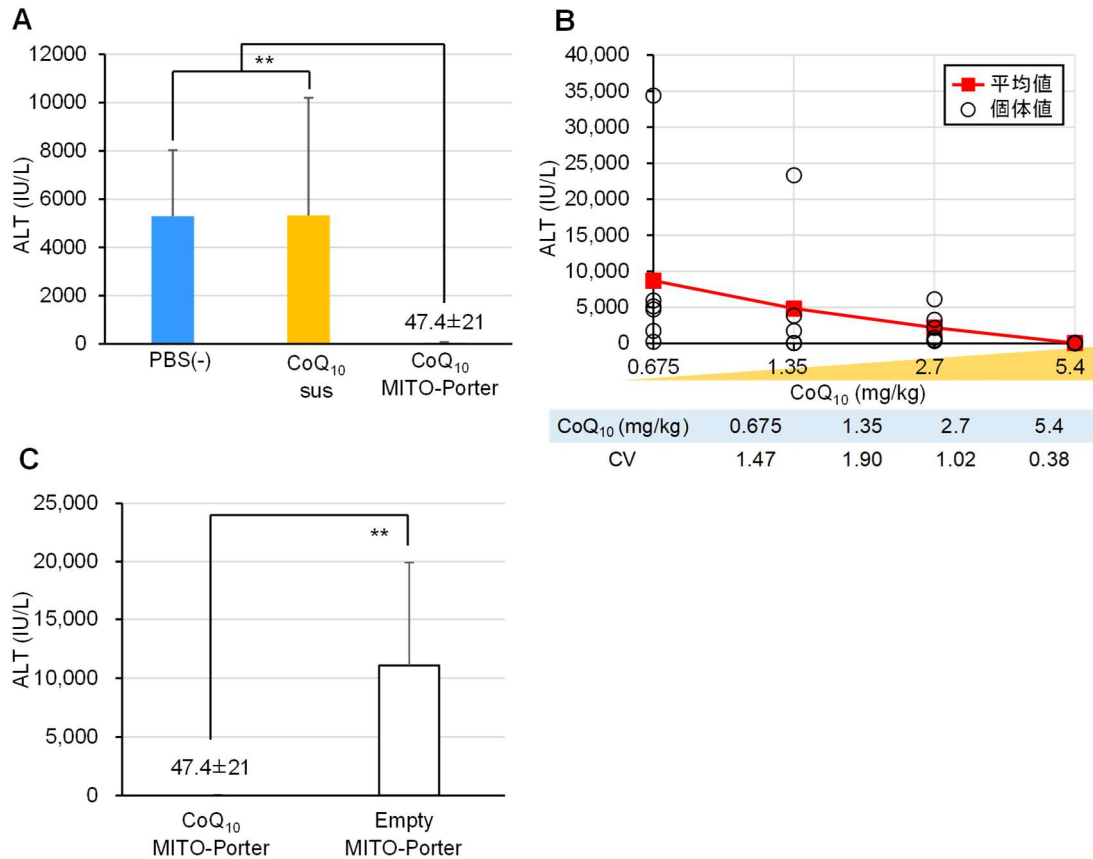 A
12000
10000
8000
6000
4000
2000
0
ALT (IU/L)
**
47.4±21
PBS(-)
CoQ10
sus
CoQ10
MITO-Porter
B
40,000
35,000
30,000
25,000
20,000
15,000
10,000
5,000
0
ALT (IU/L)
平均値
個体値
0.675 1.35 2.7 5.4
CoQ10 (mg/kg)
CoQ10 (mg/kg) 0.675 1.35 2.7 5.4
CV 1.47 1.90 1.02 0.38
C
25,000
20,000
15,000
10,000
5,000
0
ALT (IU/L)
**
47.4±21
CoQ10
MITO-Porter
Empty
MITO-Porter